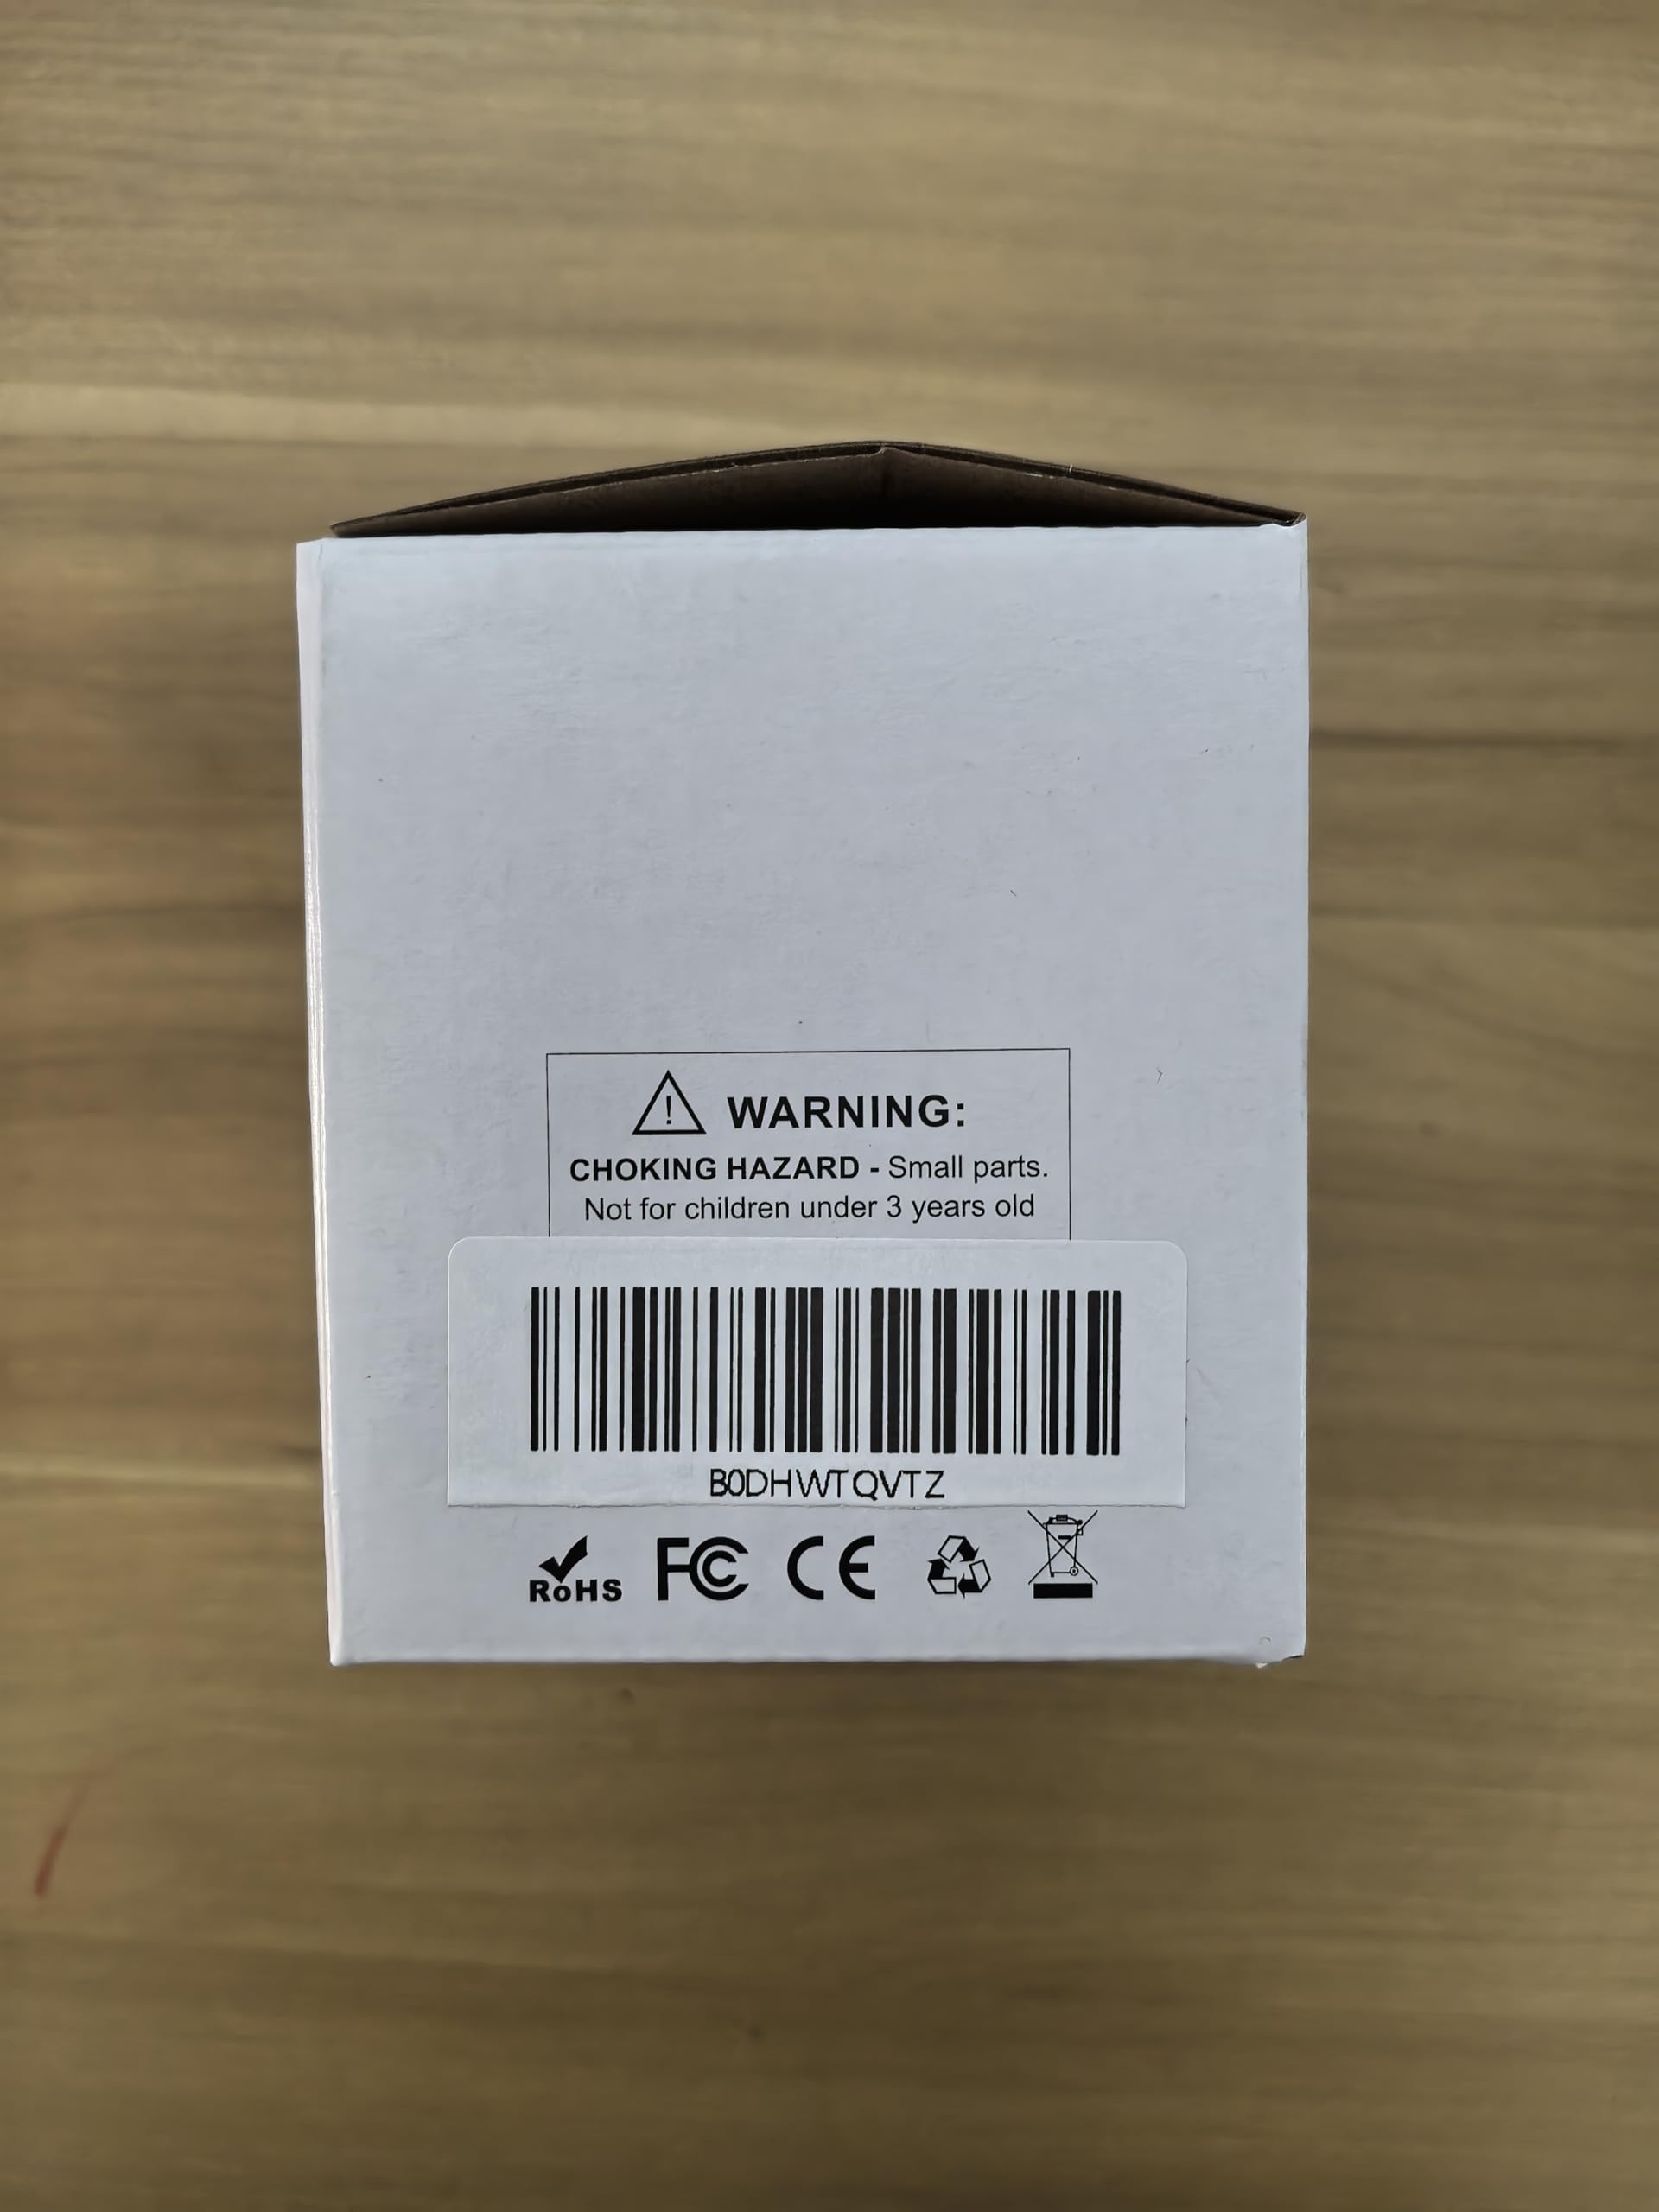 ! WARNING:
CHOKING HAZARD - Small parts.
Not for children under 3 years old
B0DHWTQVTZ
RoHS FC CE